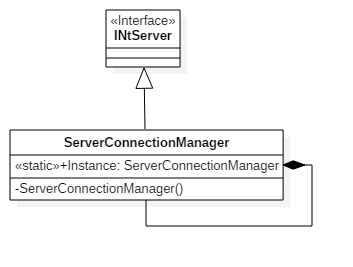 «Interface»
INtServer
ServerConnectionManager
«static»+Instance: ServerConnectionManager
-ServerConnectionManager()